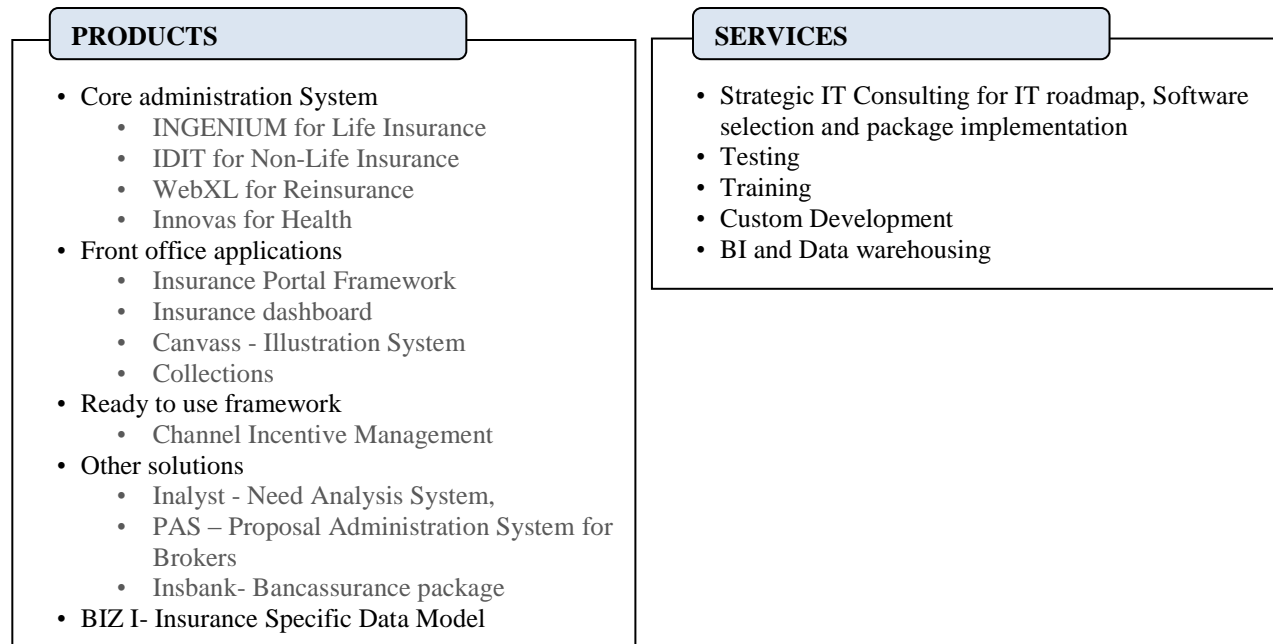 PRODUCTS
• Core administration System
• INGENIUM for Life Insurance
• IDIT for Non-Life Insurance
• WebXL for Reinsurance
• Innovas for Health
• Front office applications
• Insurance Portal Framework
• Insurance dashboard
• Canvass - Illustration System
• Collections
• Ready to use framework
• Channel Incentive Management
• Other solutions
• Inalyst - Need Analysis System,
• PAS – Proposal Administration System for
Brokers
• Insbank- Bancassurance package
• BIZ I- Insurance Specific Data Model
SERVICES
• Strategic IT Consulting for IT roadmap, Software
selection and package implementation
• Testing
• Training
• Custom Development
• BI and Data warehousing